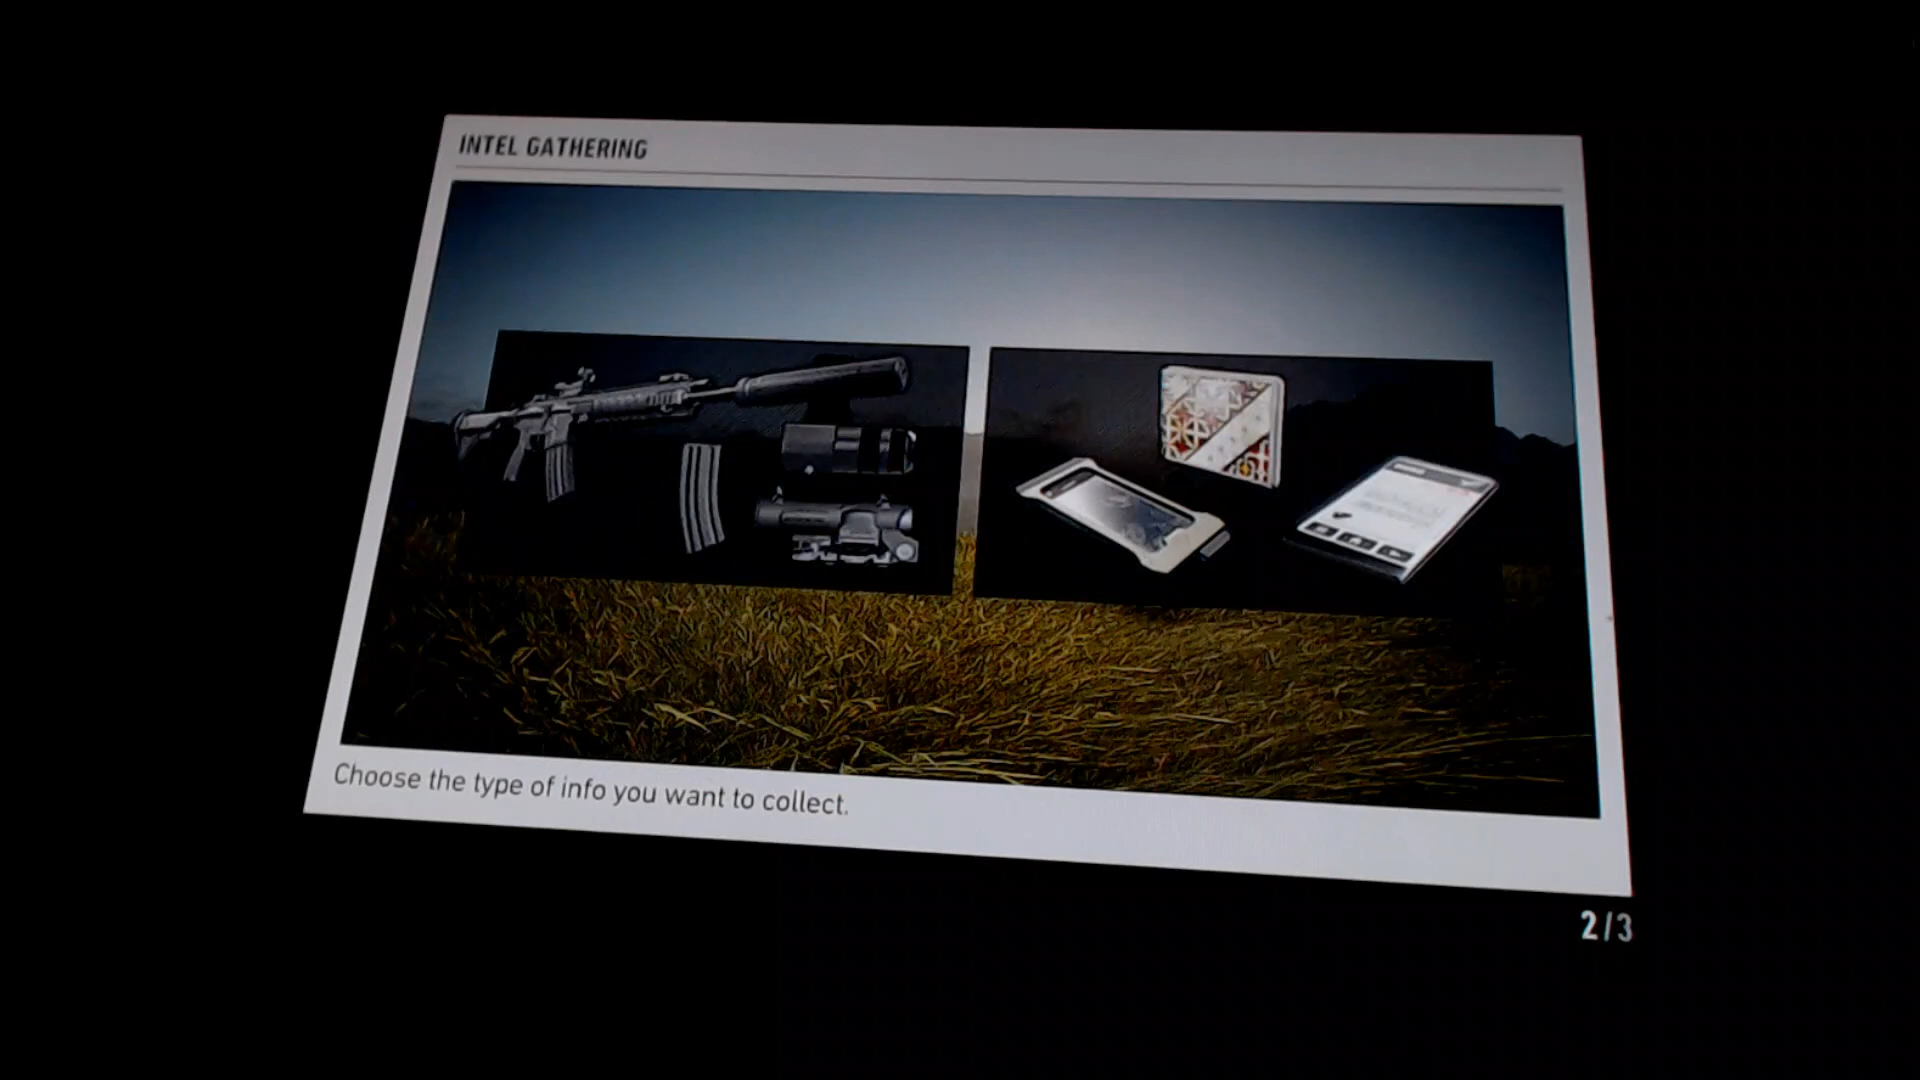 INTEL GATHERING
Choose the type of info you want to collect.
2/3